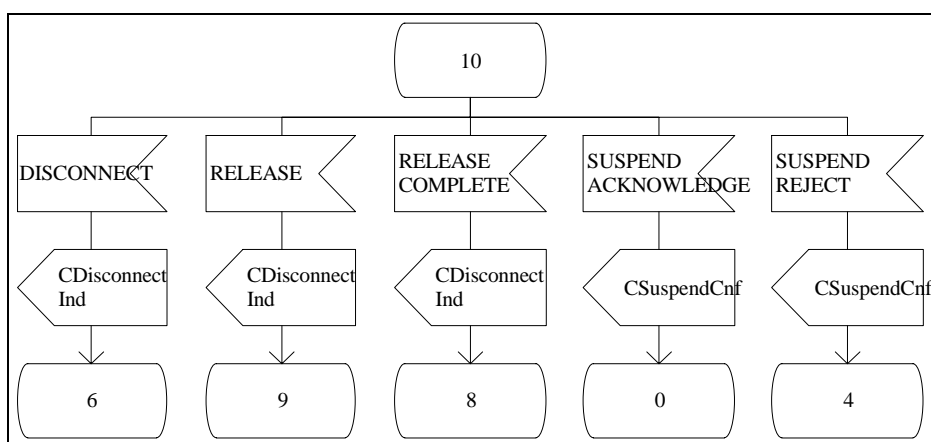 10
DISCONNECT
RELEASE
RELEASE
COMPLETE
SUSPEND
ACKNOWLEDGE
SUSPEND
REJECT
CDisconnect
Ind
CDisconnect
Ind
CDisconnect
Ind
CSuspendCnf
CSuspendCnf
6
9
8
0
4